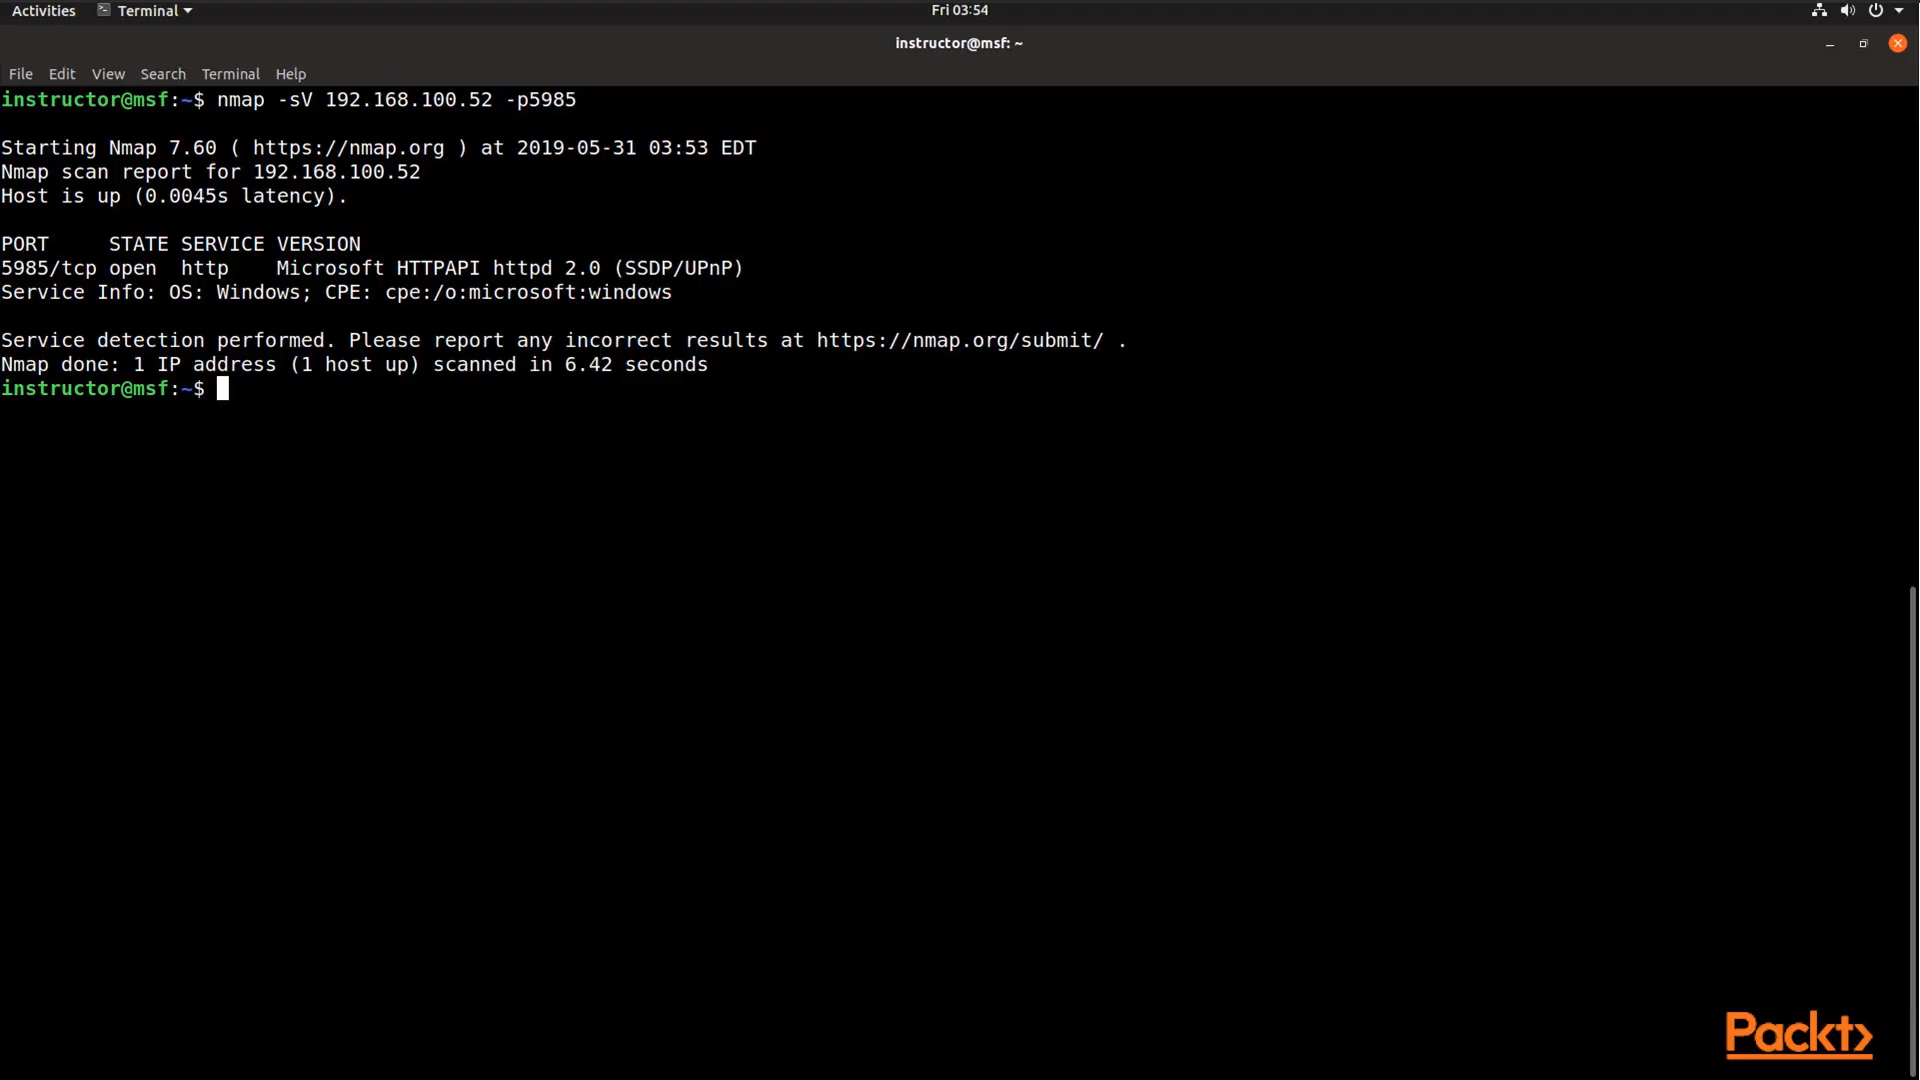 Activities Terminal Fri 03:54
instructor@msf: ~
File Edit View Search Terminal Help
instructor@msf:~$ nmap -sV 192.168.100.52 -p5985
Starting Nmap 7.60 ( https://nmap.org ) at 2019-05-31 03:53 EDT
Nmap scan report for 192.168.100.52
Host is up (0.0045s latency).
PORT     STATE SERVICE VERSION
5985/tcp open  http    Microsoft HTTPAPI httpd 2.0 (SSDP/UPnP)
Service Info: OS: Windows; CPE: cpe:/o:microsoft:windows
Service detection performed. Please report any incorrect results at https://nmap.org/submit/ .
Nmap done: 1 IP address (1 host up) scanned in 6.42 seconds
instructor@msf:~$
Packt>